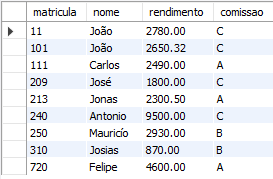 matricula nome rendimento comissao
11 João 2780.00 C
101 João 2650.32 C
111 Carlos 2490.00 A
209 José 1800.00 C
213 Jonas 2300.50 A
240 Antonio 9500.00 C
250 Mauricío 2930.00 B
310 Josias 870.00 B
720 Felipe 4600.00 A